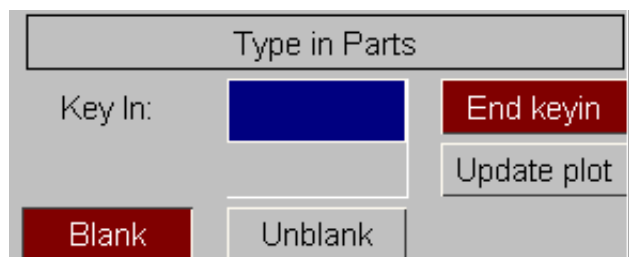 Type in Parts
Key In:
End keyin
Update plot
Blank
Unblank